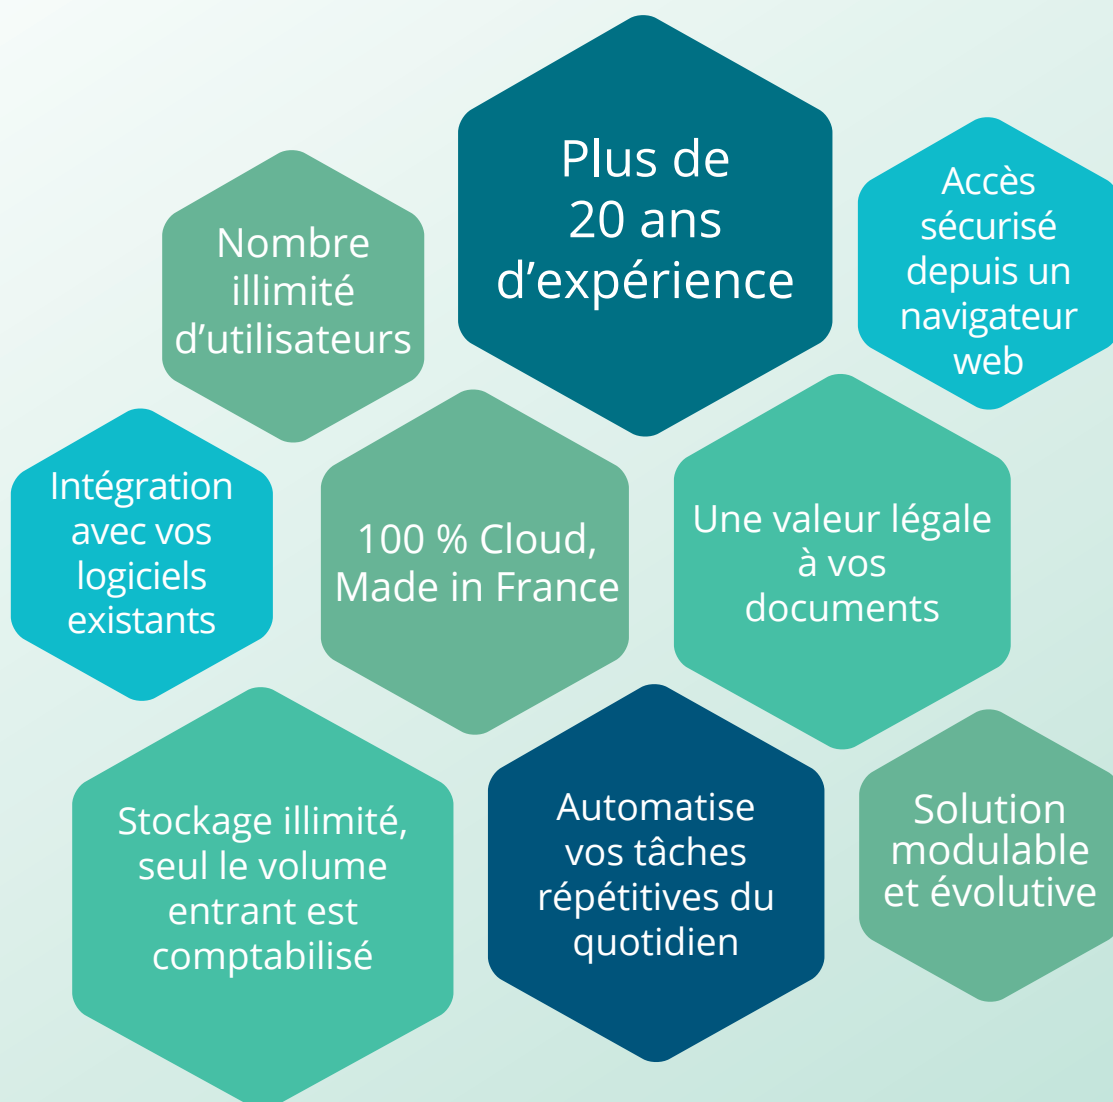 Plus de
20 ans
d’expérience
Accès
sécurisé
depuis un
navigateur
web
Nombre
illimité
d’utilisateurs
Intégration
avec vos
logiciels
existants
100 % Cloud,
Made in France
Une valeur légale
à vos
documents
Stockage illimité,
seul le volume
entrant est
comptabilisé
Automatise
vos tâches
répétitives du
quotidien
Solution
modulable
et évolutive